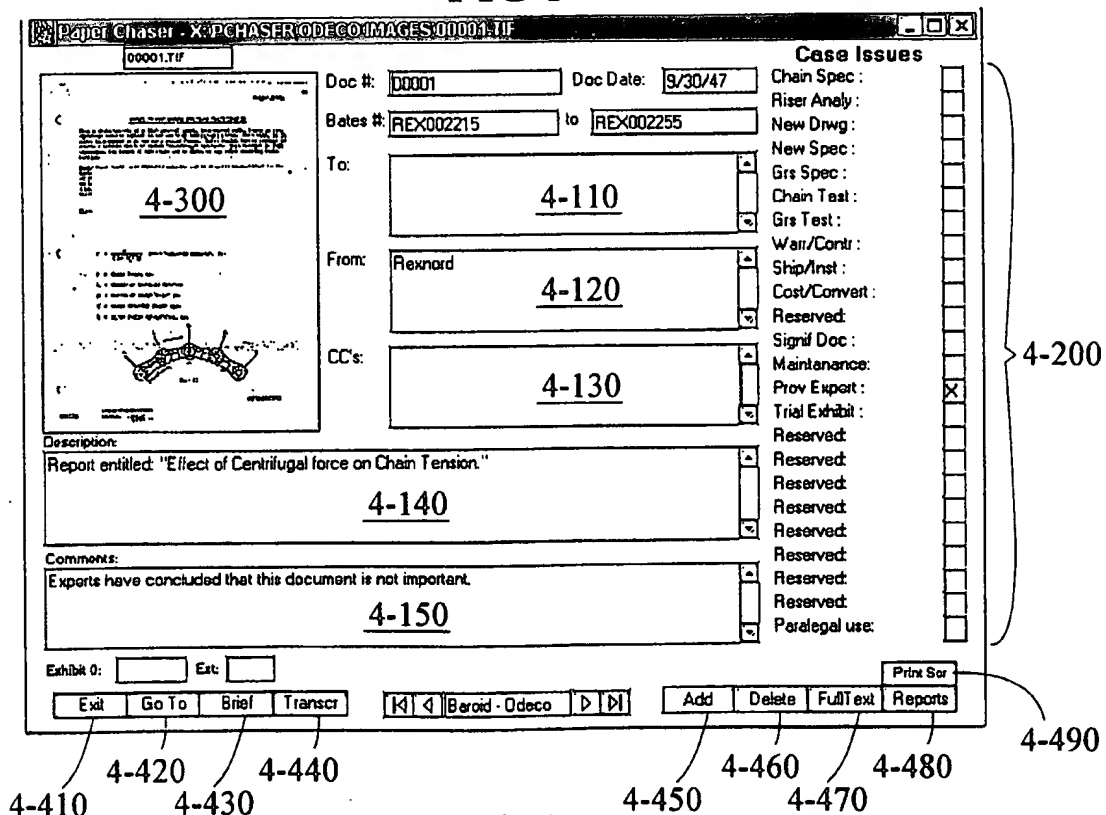 Paper Chaser - X:\PCHASER\ODECO\IMAGES\00001.TIF
00001.TIF
Doc #: 00001 Doc Date: 9/30/47
Bates #: REX002215 to REX002255
To:
4-110
From: Rexnord
4-120
CC's:
4-130
4-300
Case Issues
Chain Spec :
Riser Analy :
New Drwg :
New Spec :
Grs Spec :
Chain Test :
Grs Test :
Warr/Contr :
Ship/Inst :
Cost/Convert :
Reserved:
Signif Doc :
Maintanance:
Prov Expert : X
Trial Exhibit :
Reserved:
Reserved:
Reserved:
Reserved:
Reserved:
Reserved:
Reserved:
Reserved:
Paralegal use:
4-200
Description:
Report entitled: "Effect of Centrifugal force on Chain Tension."
4-140
Comments:
Experts have concluded that this document is not important.
4-150
Exhibit 0: Ext:
Print Scr
Exit Go To Brief Transcr Baroid - Odeco Add Delete FullText Reports
4-490
4-420 4-440 4-460 4-480
4-410 4-430 4-450 4-470